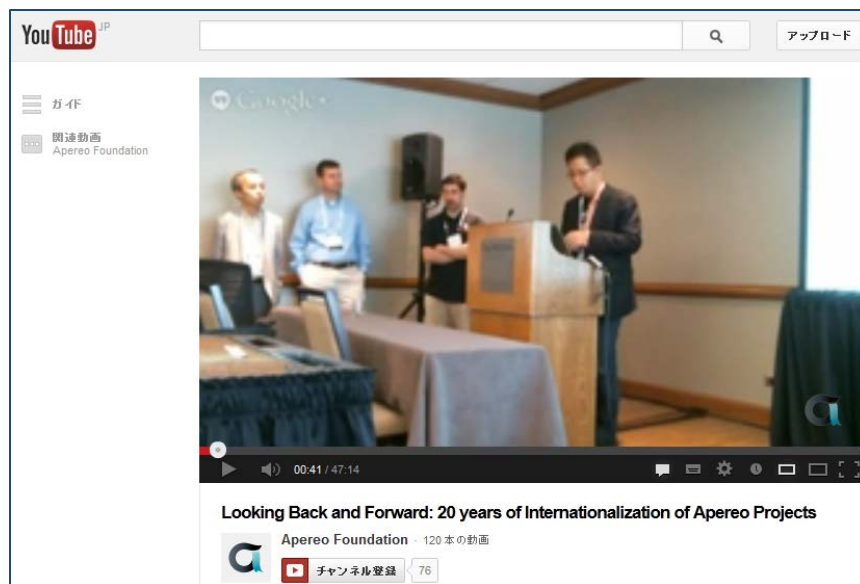 YouTube JP
アップロード
ガイド
関連動画
Apereo Foundation
Google+
00:41 / 47:14
Looking Back and Forward: 20 years of Internationalization of Apereo Projects
Apereo Foundation · 120 本の動画
チャンネル登録 76